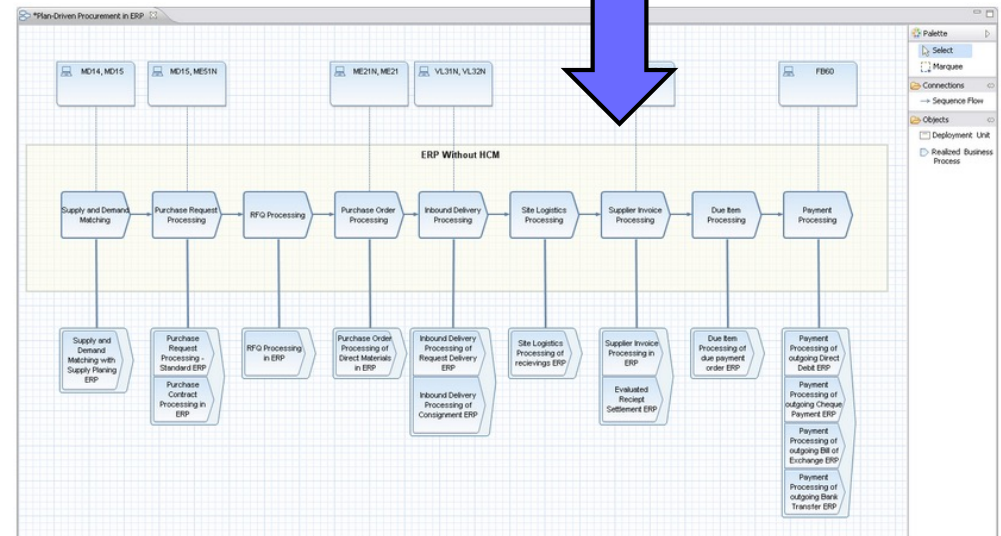 *Plan-Driven Procurement in ERP
Palette
Select
Marquee
Connections
Sequence Flow
Objects
Deployment Unit
Realized Business
Process
MD14, MD15
MD15, ME51N
ME21N, ME21
VL31N, VL32N
FB60
ERP Without HCM
Supply and Demand
Matching
Purchase Request
Processing
RFQ Processing
Purchase Order
Processing
Inbound Delivery
Processing
Site Logistics
Processing
Supplier Invoice
Processing
Due Item
Processing
Payment
Processing
Supply and
Demand
Matching with
Supply Planing
ERP
Purchase
Request
Processing -
Standard ERP
Purchase
Contract
Processing in
ERP
RFQ Processing
in ERP
Purchase Order
Processing of
Direct Materials
in ERP
Inbound Delivery
Processing of
Request Delivery
ERP
Inbound Delivery
Processing of
Consignment ERP
Site Logistics
Processing of
recievings ERP
Supplier Invoice
Processing in
ERP
Evaluated
Reciept
Settlement ERP
Due Item
Processing of
due payment
order ERP
Payment
Processing of
outgoing Direct
Debit ERP
Payment
Processing of
outgoing Cheque
Payment ERP
Payment
Processing of
outgoing Bill of
Exchange ERP
Payment
Processing of
outgoing Bank
Transfer ERP